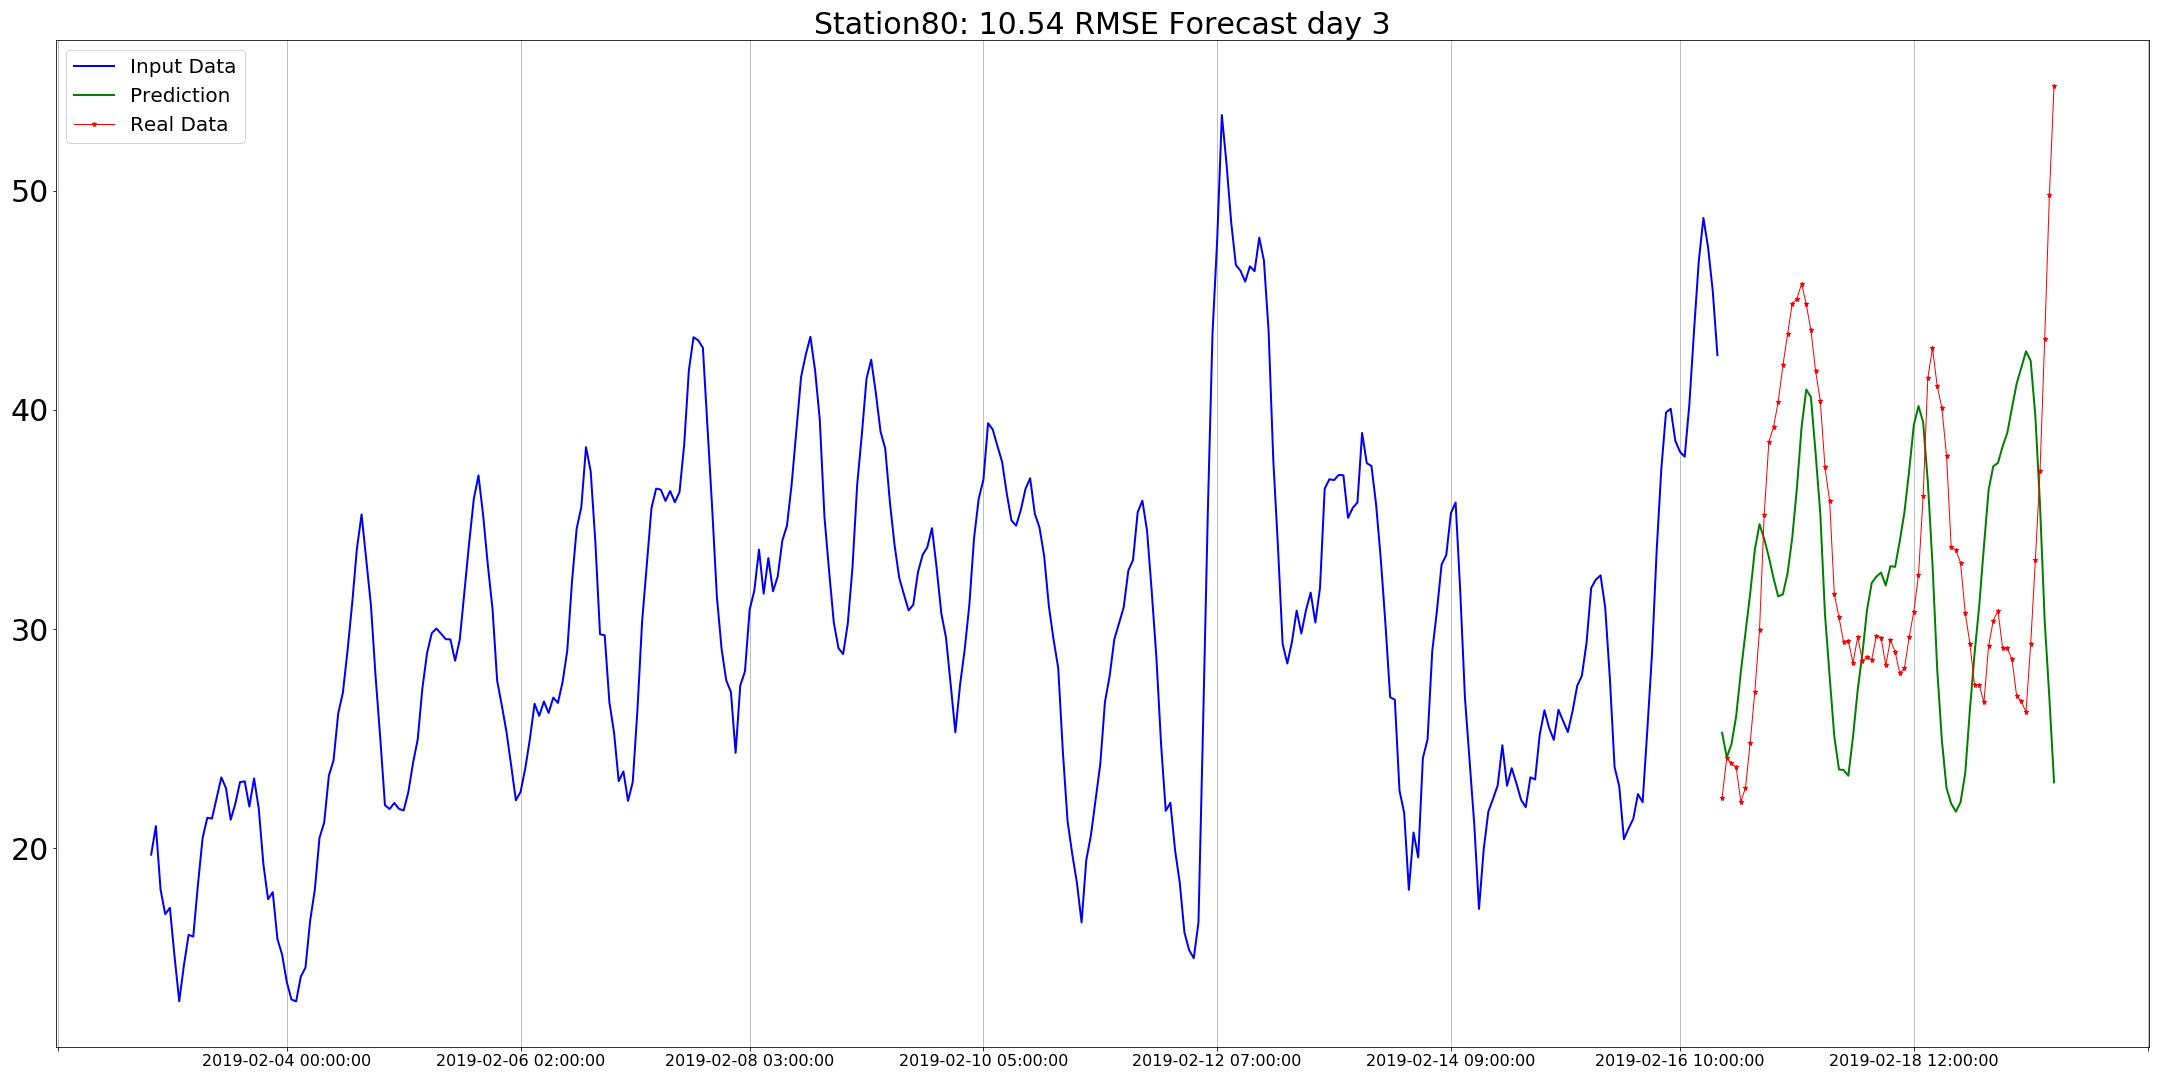 Station80: 10.54 RMSE Forecast day 3
Input Data
Prediction
Real Data
50
40
30
20
2019-02-04 00:00:00 2019-02-06 02:00:00 2019-02-08 03:00:00 2019-02-10 05:00:00 2019-02-12 07:00:00 2019-02-14 09:00:00 2019-02-16 10:00:00 2019-02-18 12:00:00